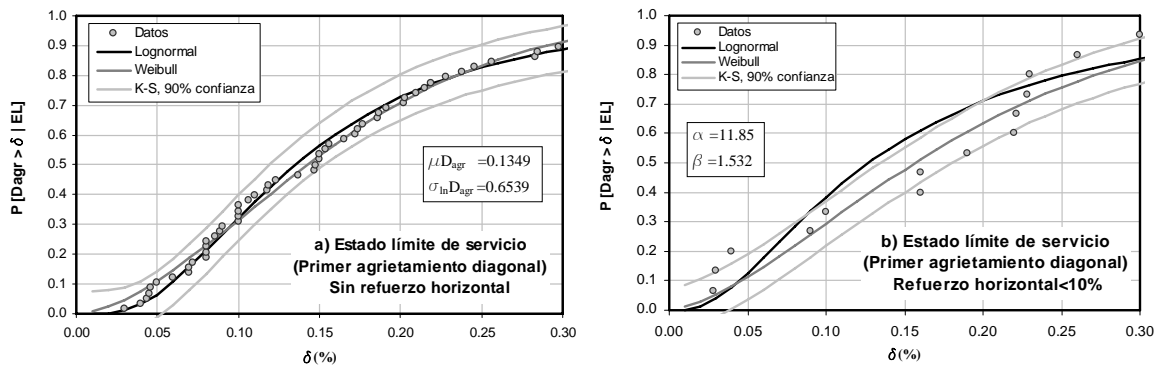 1.0
0.9
0.8
0.7
0.6
0.5
0.4
0.3
0.2
0.1
0.0
P [Dagr > δ | EL]
Datos
Lognormal
Weibull
K-S, 90% confianza
μD_agr =0.1349
σ_lnD_agr =0.6539
a) Estado límite de servicio
(Primer agrietamiento diagonal)
Sin refuerzo horizontal
0.00 0.05 0.10 0.15 0.20 0.25 0.30
δ (%)
1.0
0.9
0.8
0.7
0.6
0.5
0.4
0.3
0.2
0.1
0.0
P [Dagr > δ | EL]
Datos
Lognormal
Weibull
K-S, 90% confianza
α =11.85
β =1.532
b) Estado límite de servicio
(Primer agrietamiento diagonal)
Refuerzo horizontal<10%
0.00 0.05 0.10 0.15 0.20 0.25 0.30
δ (%)